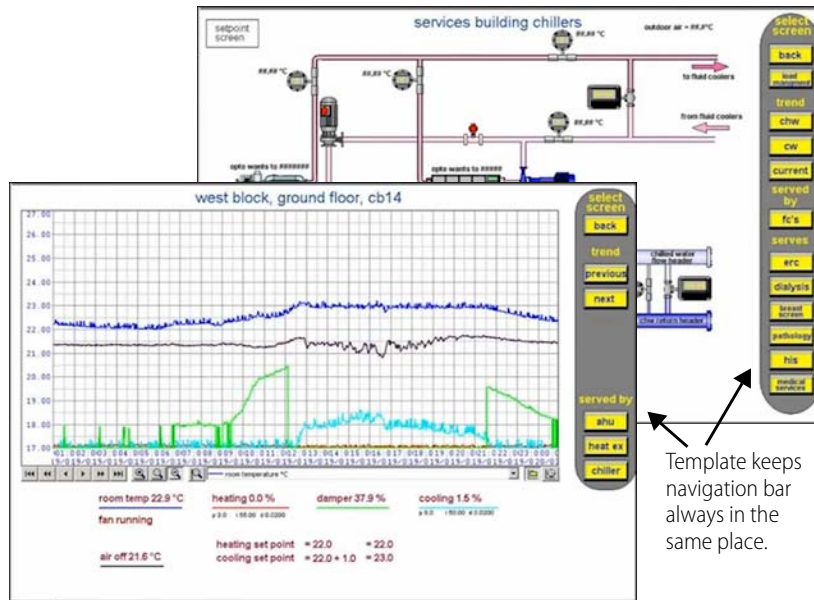 setpoint
screen
services building chillers
outdoor air = ##.#°C
##.## °C
##.## °C
##.## °C
##.## °C
to fluid coolers
from fluid coolers
opto wants to #######
opto wants to #####
chilled water
flow header
chw return header
select
screen
back
load
trend
chw
cw
current
served
by
fc's
serves
erc
dialysis
breast
screen
pathology
his
medical
services
west block, ground floor, cb14
27.00
26.00
25.00
24.00
23.00
22.00
21.00
20.00
19.00
18.00
17.00
room temperature °C
room temp 22.9 °C
heating 0.0 %
damper 37.9 %
cooling 1.5 %
fan running
air off 21.6 °C
heating set point = 22.0 = 22.0
cooling set point = 22.0 + 1.0 = 23.0
select
screen
back
trend
previous
next
served by
ahu
heat ex
chiller
Template keeps
navigation bar
always in the
same place.